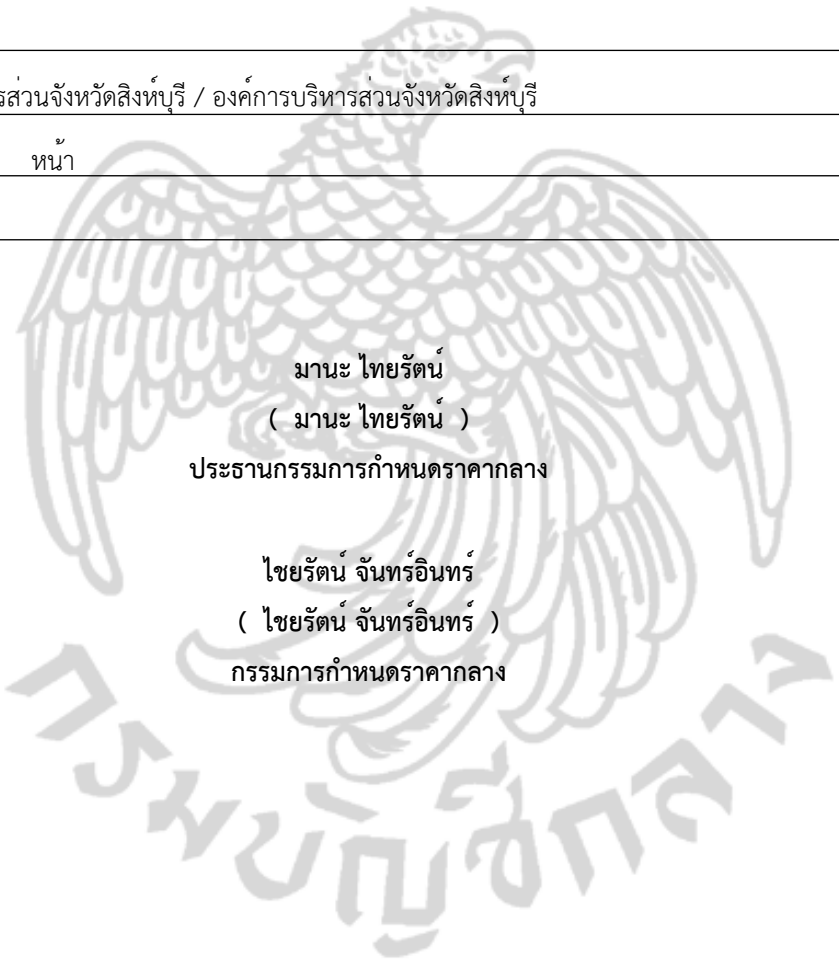 รส่วนจังหวัดสิงห์บุรี / องค์การบริหารส่วนจังหวัดสิงห์บุรี
หน้า
มานะ ไทยรัตน์
( มานะ ไทยรัตน์ )
ประธานกรรมการกำหนดราคากลาง
ไชยรัตน์ จันทร์อินทร์
( ไชยรัตน์ จันทร์อินทร์ )
กรรมการกำหนดราคากลาง
กรมบัญชีกลาง